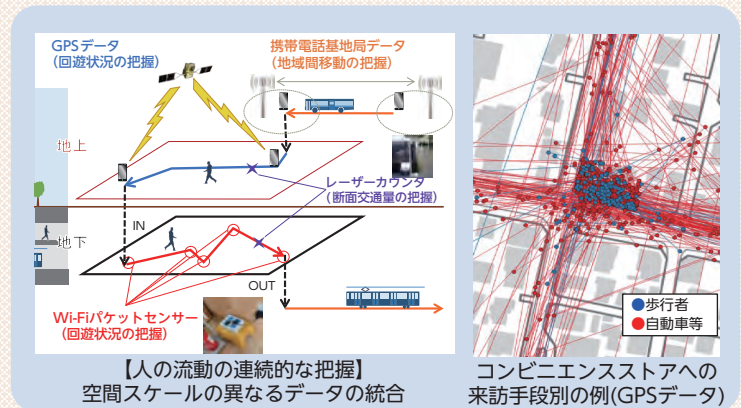 GPSデータ
(回遊状況の把握)
携帯電話基地局データ
(地域間移動の把握)
地上
レーザーカウンタ
(断面交通量の把握)
IN
地下
OUT
Wi-Fiパケットセンサー
(回遊状況の把握)
【人の流動の連続的な把握】
空間スケールの異なるデータの統合
●歩行者
●自動車等
コンビニエンスストアへの
来訪手段別の例(GPSデータ)